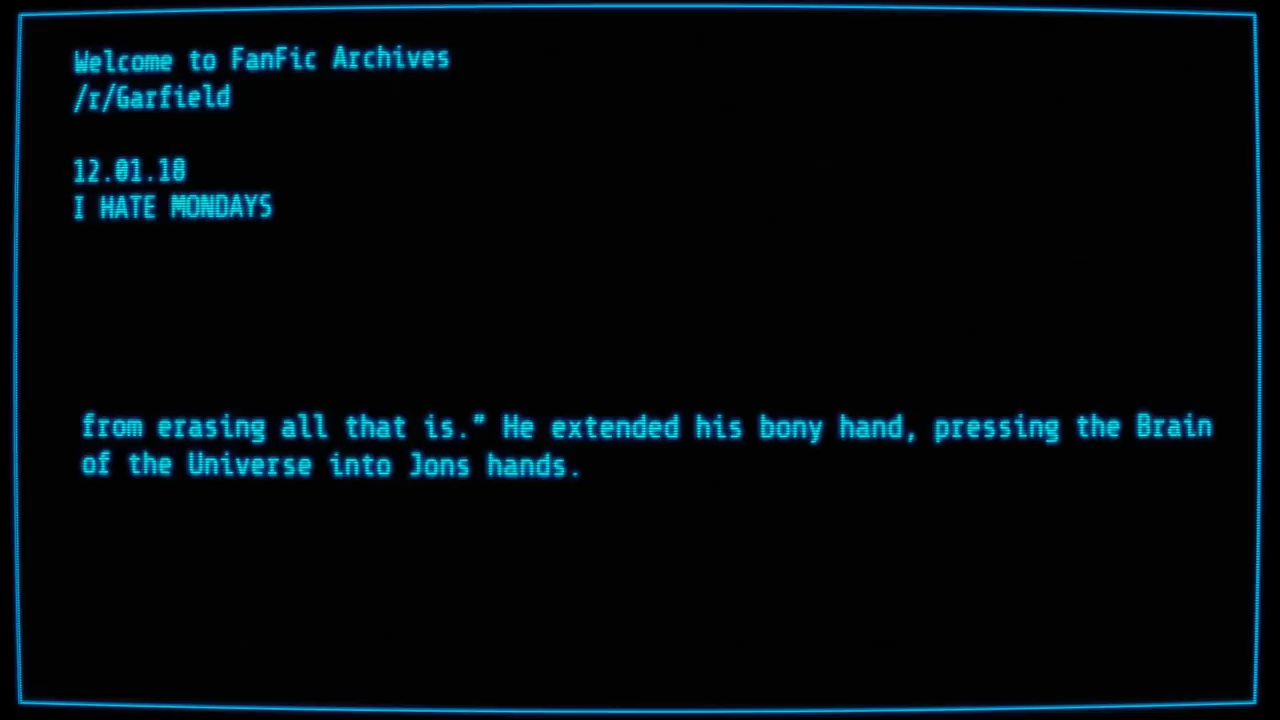 Welcome to FanFic Archives
/r/Garfield
12.01.18
I HATE MONDAYS
from erasing all that is.” He extended his bony hand, pressing the Brain
of the Universe into Jons hands.